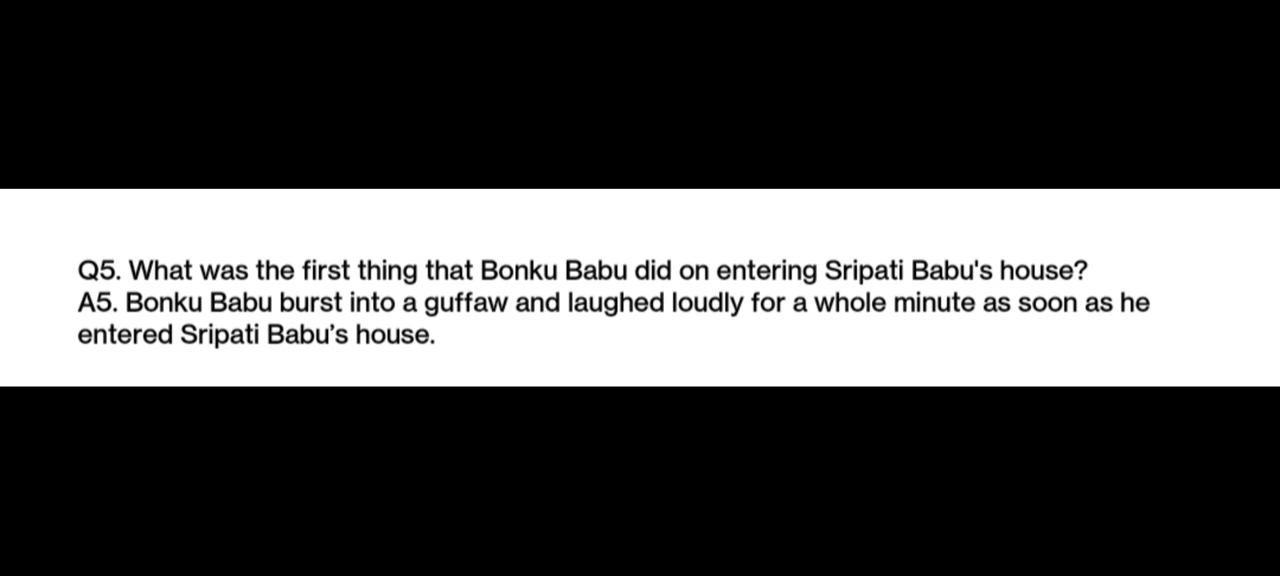 Q5. What was the first thing that Bonku Babu did on entering Sripati Babu's house?
A5. Bonku Babu burst into a guffaw and laughed loudly for a whole minute as soon as he
entered Sripati Babu’s house.